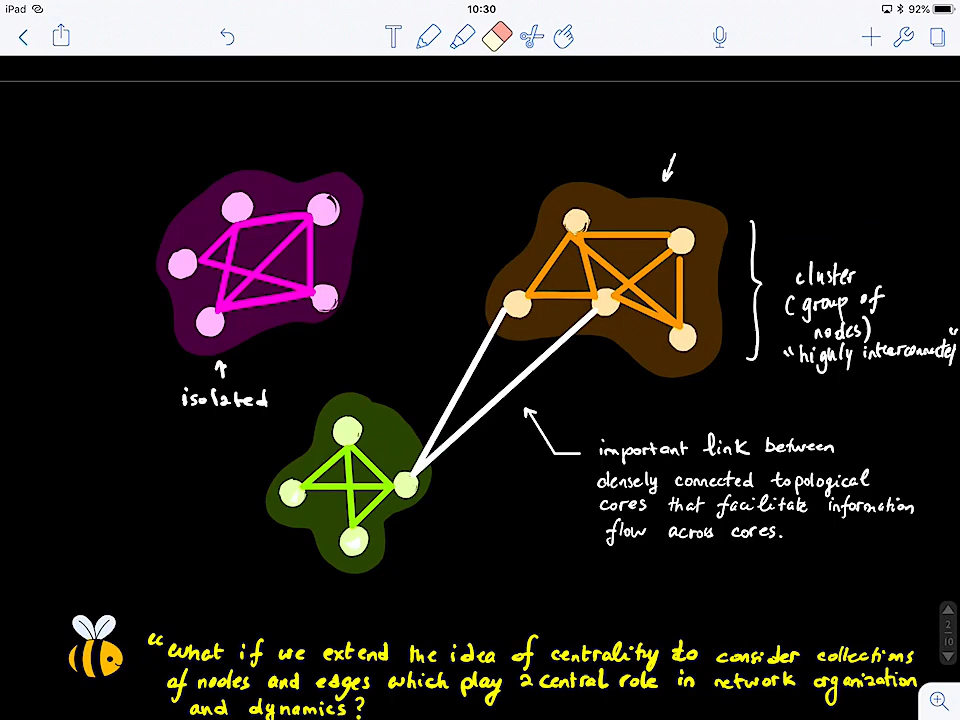 iPad
10:30
92%
T
isolated
cluster
( group of
nodes)
"highly interconnected"
important link between
densely connected topological
cores that facilitate information
flow across cores.
2
10
"What if we extend the idea of centrality to consider collections
of nodes and edges which play a central role in network organization
and dynamics?